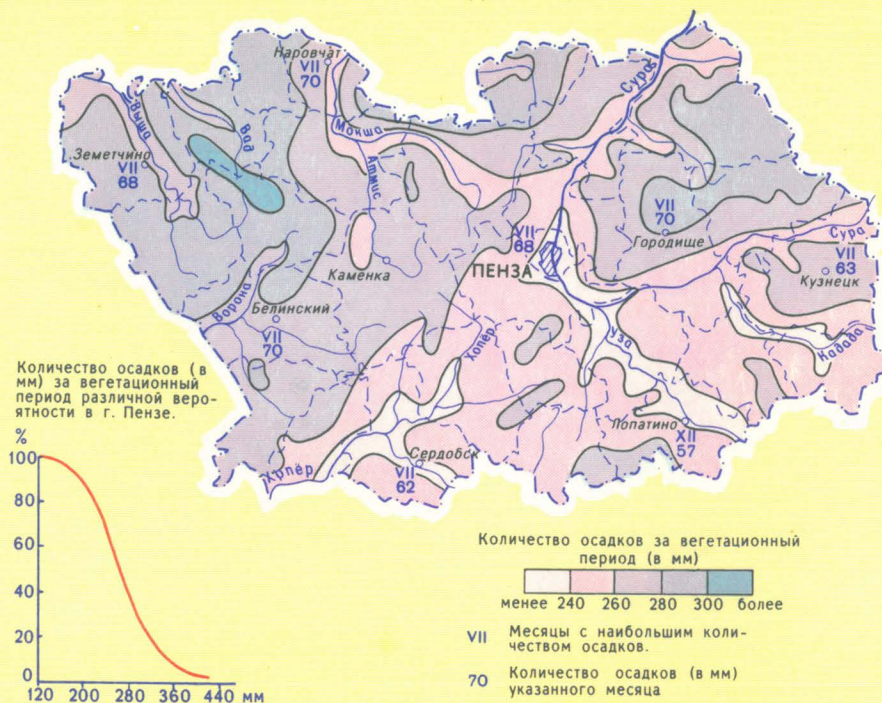 Наровчат
VII
70
Сура
Мокша
Выша
Вад
Атмис
Земетчино
VII
68
VII
70
Городище
VII
68
ПЕНЗА
Сура
VII
63
Кузнецк
Каменка
Ворона
Белинский
VII
70
Уза
Кадада
Хопёр
Лопатино
XII
57
Сердобск
VII
62
Хопёр
Количество осадков (в
мм) за вегетационный
период различной веро-
ятности в г. Пензе.
%
100
80
60
40
20
0
120 200 280 360 440 мм
Количество осадков за вегетационный
период (в мм)
менее 240 260 280 300 более
VII Месяцы с наибольшим коли-
чеством осадков.
70 Количество осадков (в мм)
указанного месяца